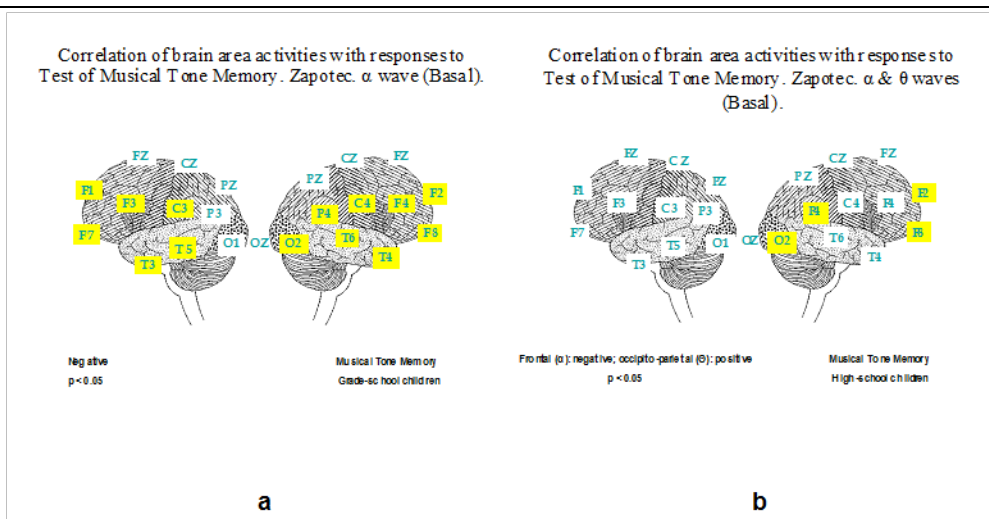 Correlation of brain area activities with responses to
Test of Musical Tone Memory. Zapotec. α wave (Basal).
FZ
CZ
PZ
F1
F3
C3
P3
F7
T5
O1
T3
CZ
FZ
PZ
F2
C4
F4
P4
F8
T6
OZ
O2
T4
Negative
p < 0.05
Musical Tone Memory
Grade-school children
a
Correlation of brain area activities with responses to
Test of Musical Tone Memory. Zapotec. α & θ waves
(Basal).
FZ
CZ
PZ
F1
F3
C3
P3
F7
T5
O1
T3
CZ
FZ
PZ
F2
C4
F4
P4
F8
T6
OZ
O2
T4
Frontal (α): negative; occipito-parietal (Θ): positive
p < 0.05
Musical Tone Memory
High-school children
b